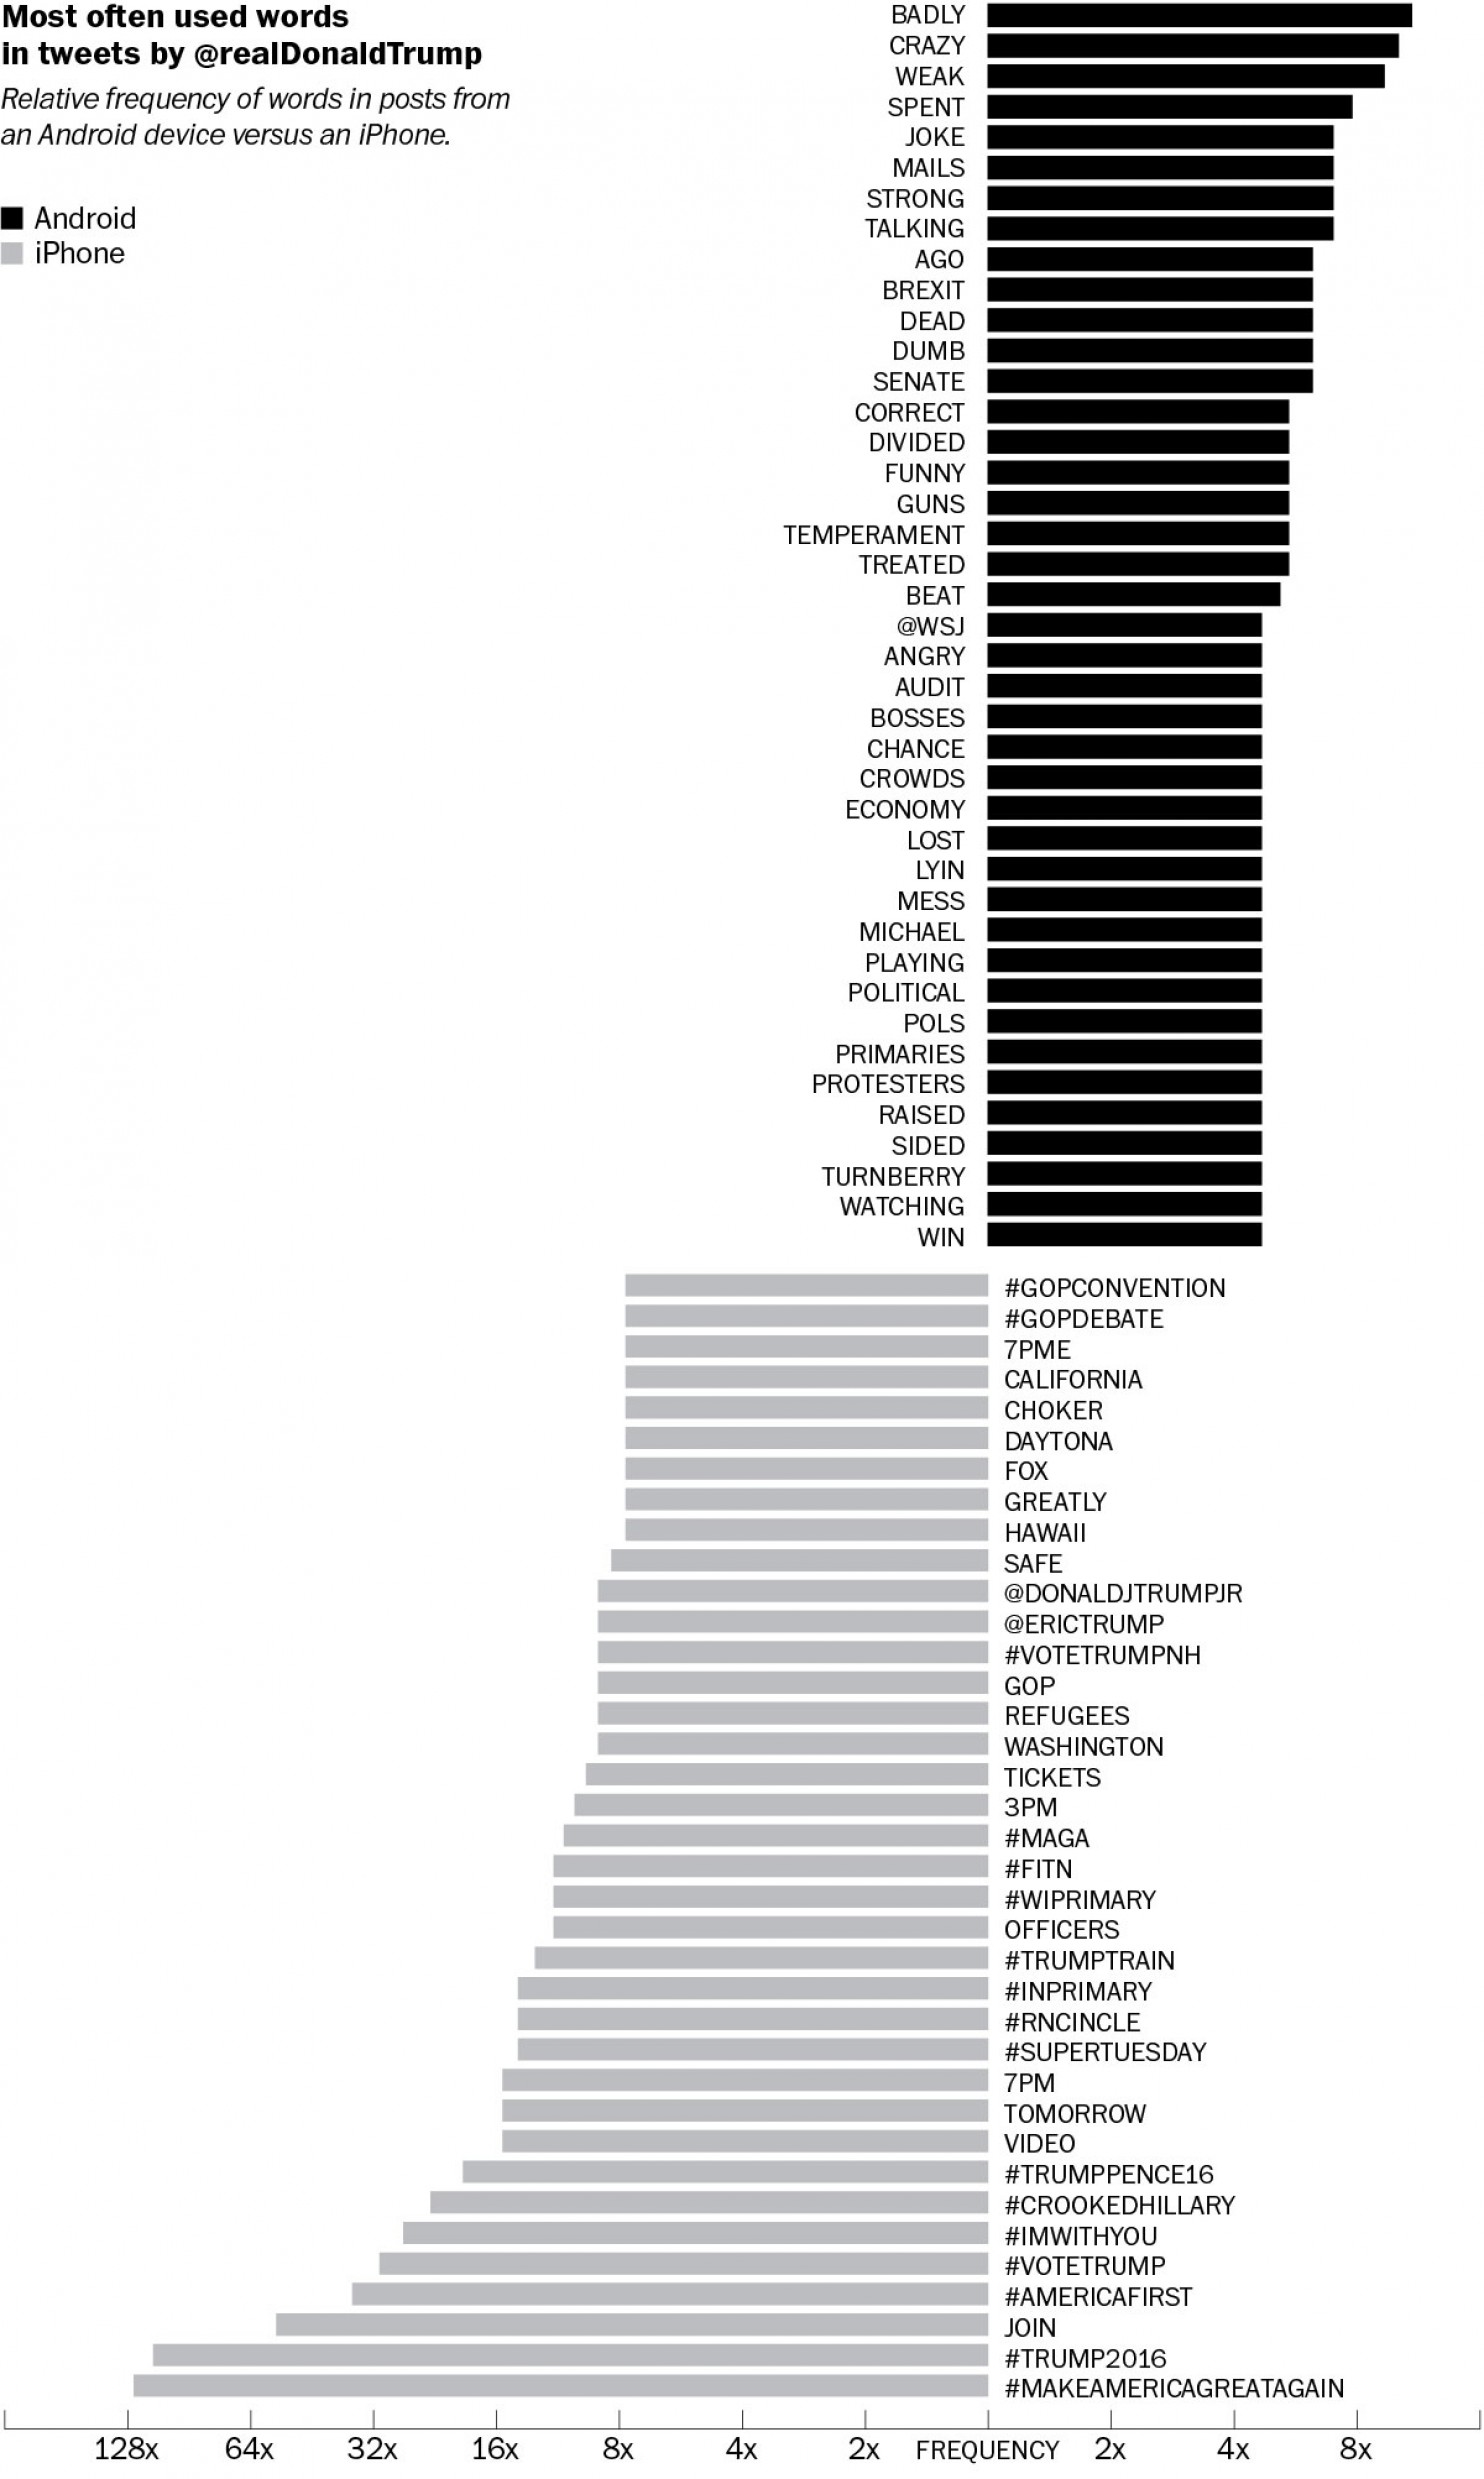 Most often used words
in tweets by @realDonaldTrump
Relative frequency of words in posts from
an Android device versus an iPhone.
Android
iPhone
BADLY
CRAZY
WEAK
SPENT
JOKE
MAILS
STRONG
TALKING
AGO
BREXIT
DEAD
DUMB
SENATE
CORRECT
DIVIDED
FUNNY
GUNS
TEMPERAMENT
TREATED
BEAT
@WSJ
ANGRY
AUDIT
BOSSES
CHANCE
CROWDS
ECONOMY
LOST
LYIN
MESS
MICHAEL
PLAYING
POLITICAL
POLS
PRIMARIES
PROTESTERS
RAISED
SIDED
TURNBERRY
WATCHING
WIN
#GOPCONVENTION
#GOPDEBATE
7PME
CALIFORNIA
CHOKER
DAYTONA
FOX
GREATLY
HAWAII
SAFE
@DONALDJTRUMPJR
@ERICTRUMP
#VOTETRUMPNH
GOP
REFUGEES
WASHINGTON
TICKETS
3PM
#MAGA
#FITN
#WIPRIMARY
OFFICERS
#TRUMPTRAIN
#INPRIMARY
#RNCINCLE
#SUPERTUESDAY
7PM
TOMORROW
VIDEO
#TRUMPPENCE16
#CROOKEDHILLARY
#IMWITHYOU
#VOTETRUMP
#AMERICAFIRST
JOIN
#TRUMP2016
#MAKEAMERICAGREATAGAIN
128x 64x 32x 16x 8x 4x 2x FREQUENCY 2x 4x 8x